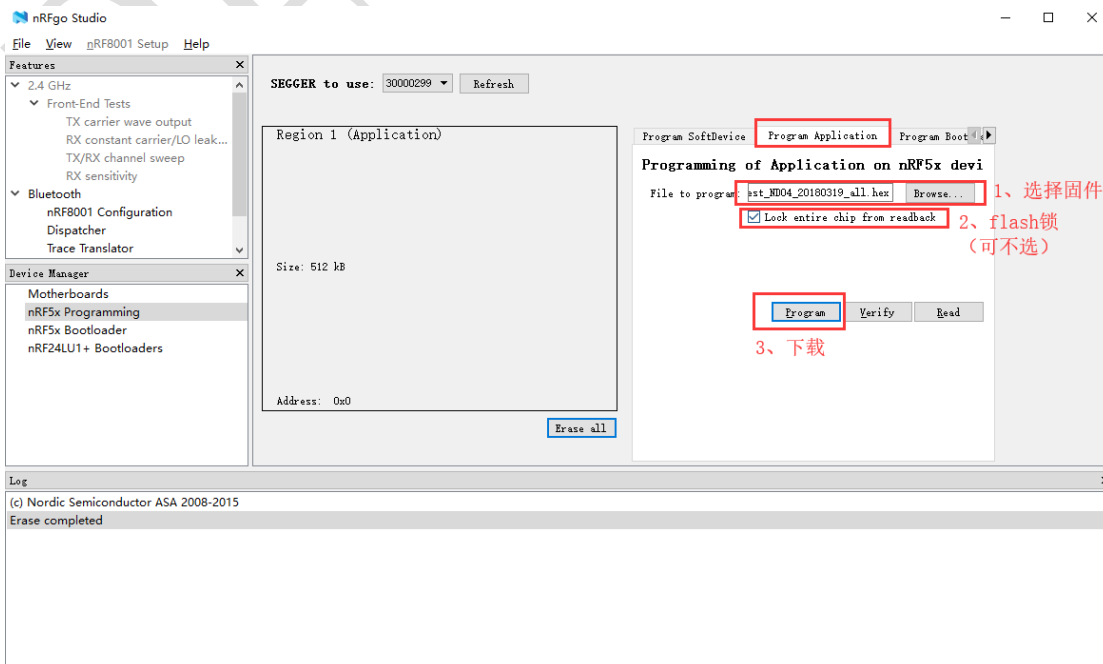 nRFgo Studio
File View nRF8001 Setup Help
Features
2.4 GHz
Front-End Tests
TX carrier wave output
RX constant carrier/LO leak...
TX/RX channel sweep
RX sensitivity
Bluetooth
nRF8001 Configuration
Dispatcher
Trace Translator
Device Manager
Motherboards
nRF5x Programming
nRF5x Bootloader
nRF24LU1+ Bootloaders
SEGGER to use: 30000299 Refresh
Region 1 (Application)
Size: 512 kB
Address: 0x0
Erase all
Program SoftDevice Program Application Program Boot
Programming of Application on nRF5x devi
File to program: est_ND04_20180319_all.hex Browse...
1、选择固件
Lock entire chip from readback
2、flash锁
（可不选）
Program Verify Read
3、下载
Log
(c) Nordic Semiconductor ASA 2008-2015
Erase completed